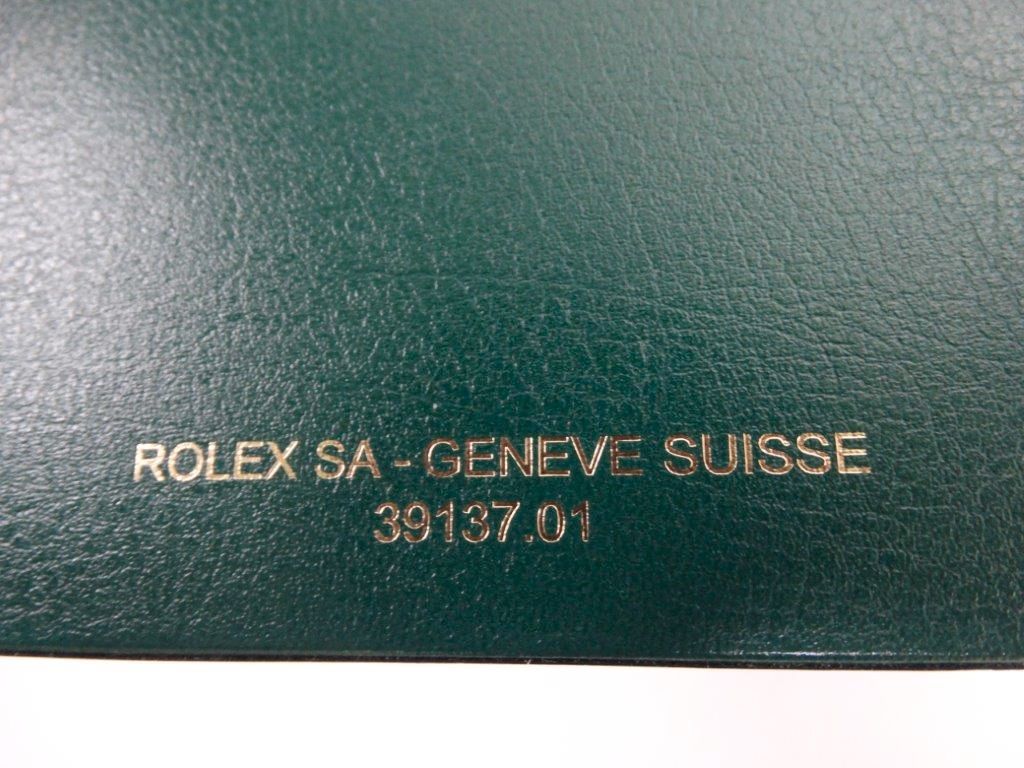 ROLEX SA - GENEVE SUISSE
39137.01